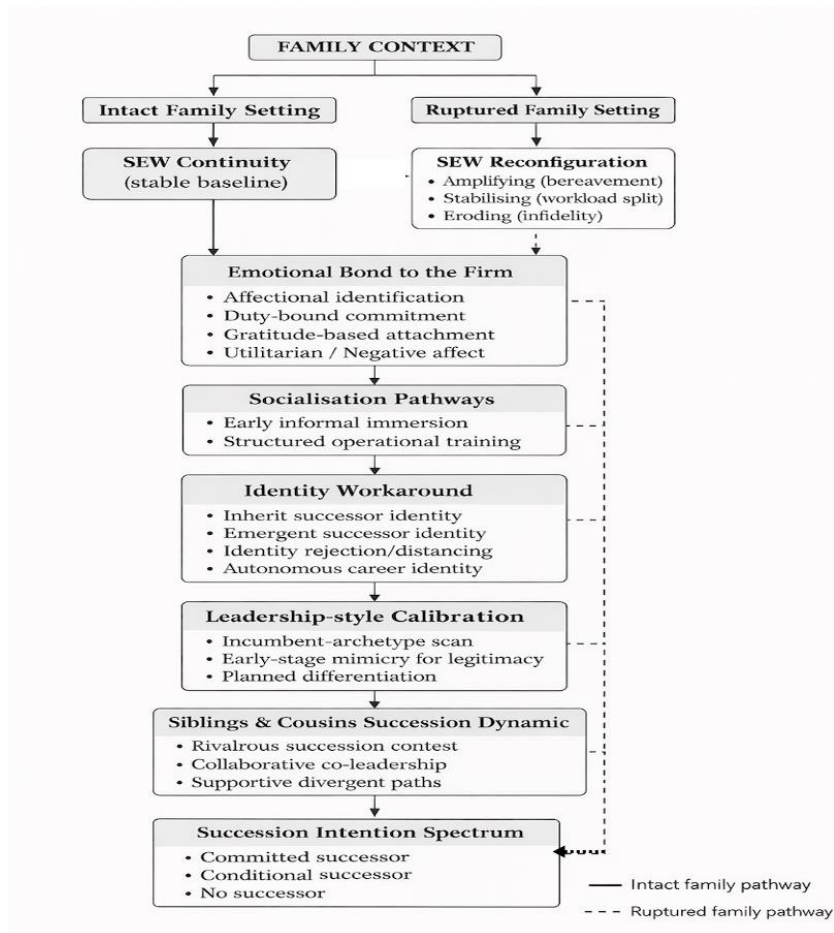 FAMILY CONTEXT
Intact Family Setting
Ruptured Family Setting
SEW Continuity
(stable baseline)
SEW Reconfiguration
• Amplifying (bereavement)
• Stabilising (workload split)
• Eroding (infidelity)
Emotional Bond to the Firm
• Affectional identification
• Duty-bound commitment
• Gratitude-based attachment
• Utilitarian / Negative affect
Socialisation Pathways
• Early informal immersion
• Structured operational training
Identity Workaround
• Inherit successor identity
• Emergent successor identity
• Identity rejection/distancing
• Autonomous career identity
Leadership-style Calibration
• Incumbent-archetype scan
• Early-stage mimicry for legitimacy
• Planned differentiation
Siblings & Cousins Succession Dynamic
• Rivalrous succession contest
• Collaborative co-leadership
• Supportive divergent paths
Succession Intention Spectrum
• Committed successor
• Conditional successor
• No successor
Intact family pathway
Ruptured family pathway